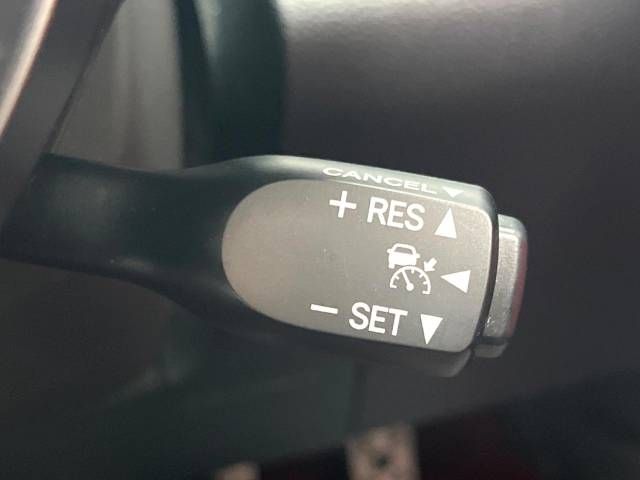 CANCEL ▼
+ RES ▲
− SET ▼